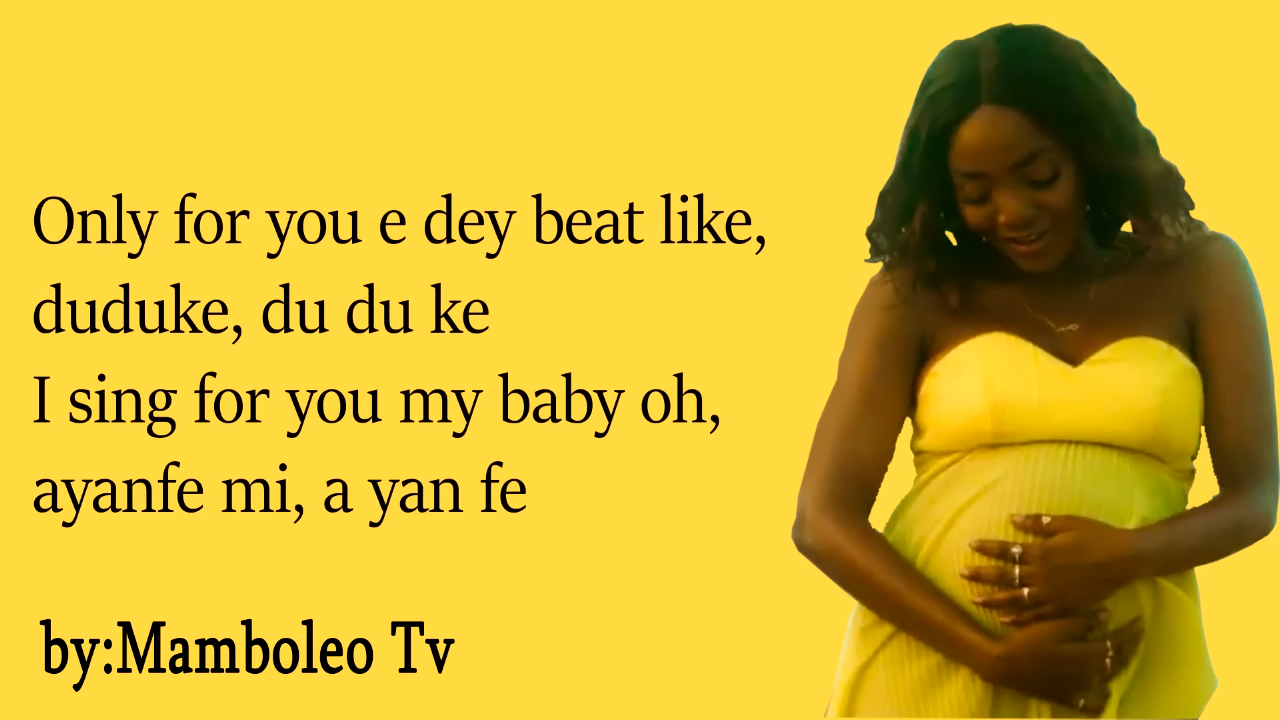 Only for you e dey beat like,
duduke, du du ke
I sing for you my baby oh,
ayanfe mi, a yan fe
by:Mamboleo Tv